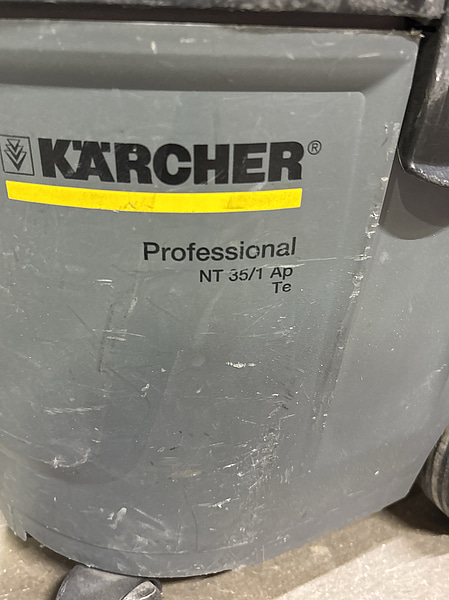 KÄRCHER®
Professional
NT 35/1 Ap
Te